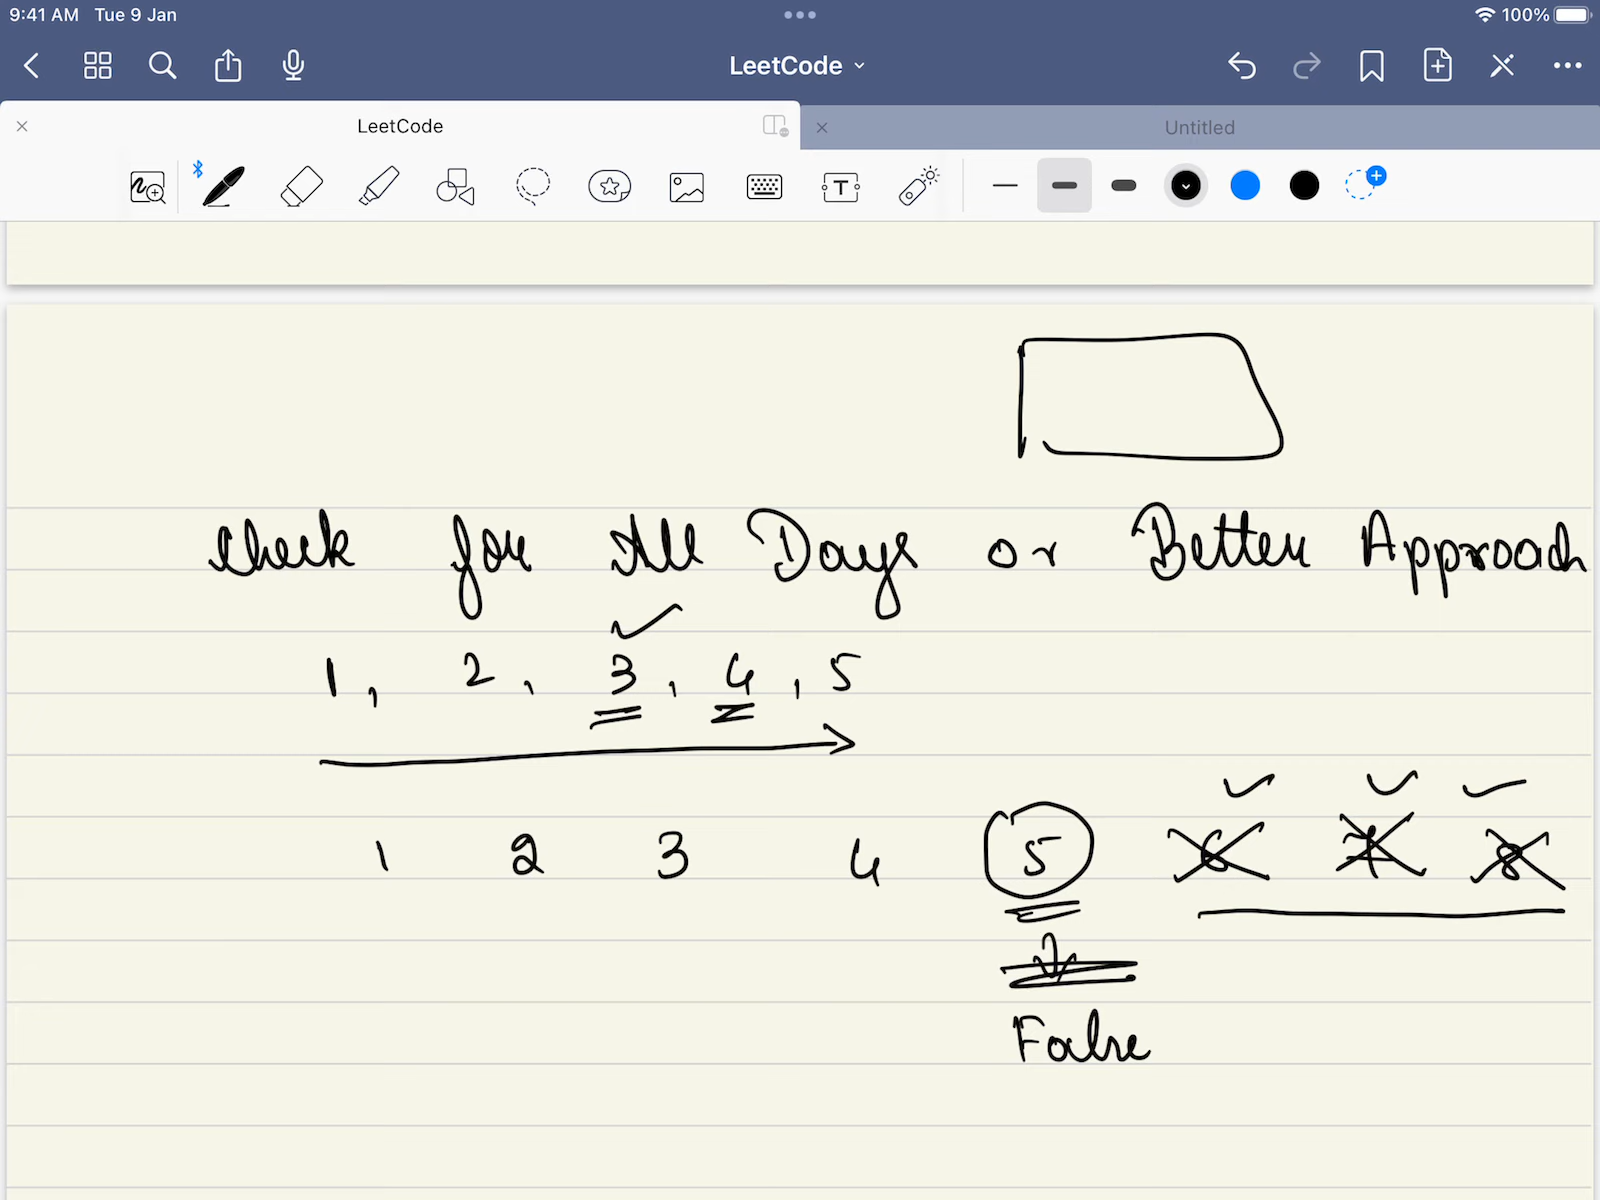 9:41 AM Tue 9 Jan 100%
LeetCode
LeetCode Untitled
T
Check for All Days or Better Approach
1, 2, 3, 4, 5
1 2 3 4 5 6 7 8
False